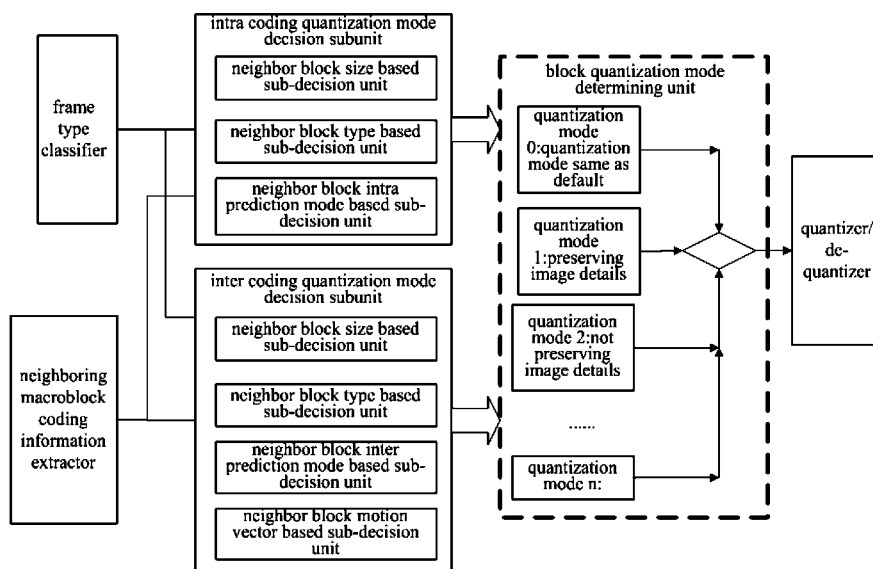 frame
type
classifier
neighboring
macroblock
coding
information
extractor
intra coding quantization mode
decision subunit
neighbor block size based
sub-decision unit
neighbor block type based
sub-decision unit
neighbor block intra
prediction mode based sub-
decision unit
inter coding quantization mode
decision subunit
neighbor block size based
sub-decision unit
neighbor block type based
sub-decision unit
neighbor block inter
prediction mode based sub-
decision unit
neighbor block motion
vector based sub-decision
unit
block quantization mode
determining unit
quantization
mode
0:quantization
mode same as
default
quantization
mode
1:preserving
image details
quantization
mode 2:not
preserving
image details
......
quantization
mode n:
quantizer/
de-
quantizer